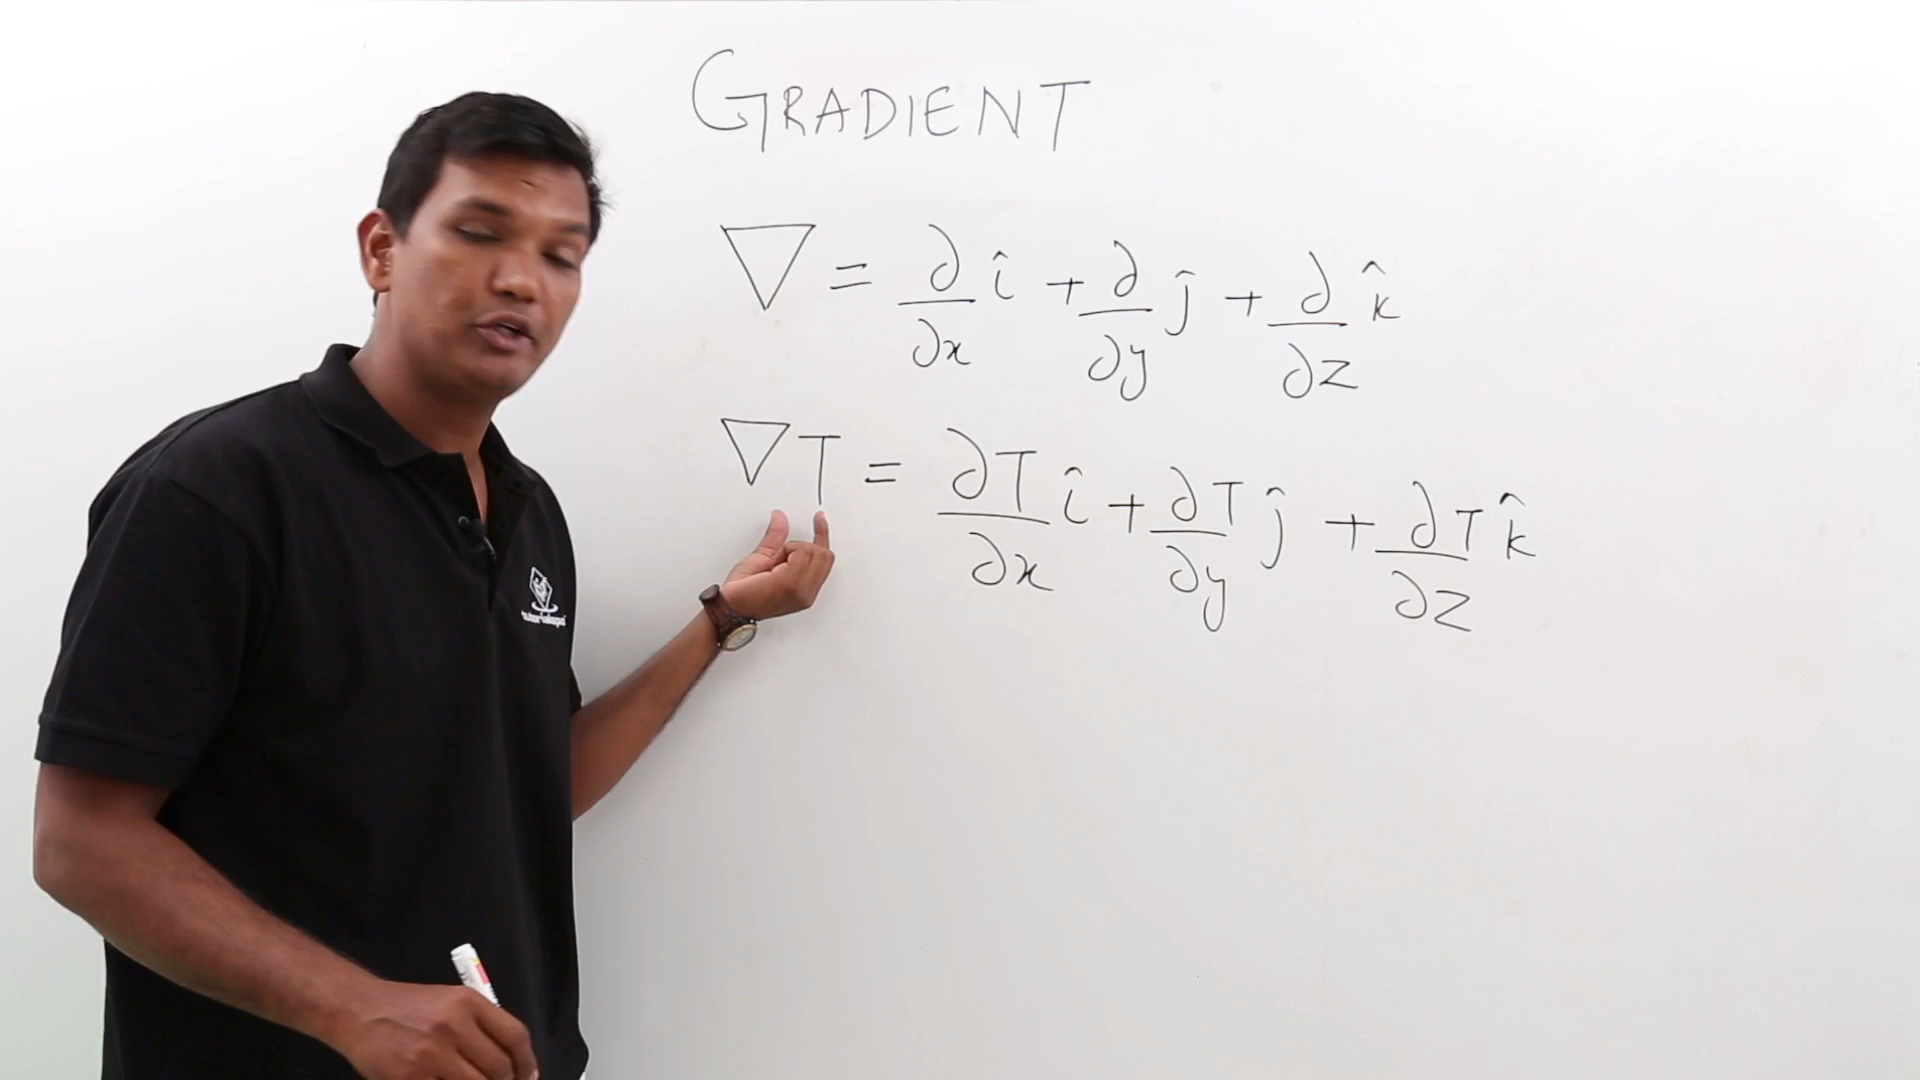 GRADIENT
∇ = ∂/∂x î + ∂/∂y ĵ + ∂/∂z k̂
∇T = ∂T/∂x î + ∂T/∂y ĵ + ∂T/∂z k̂